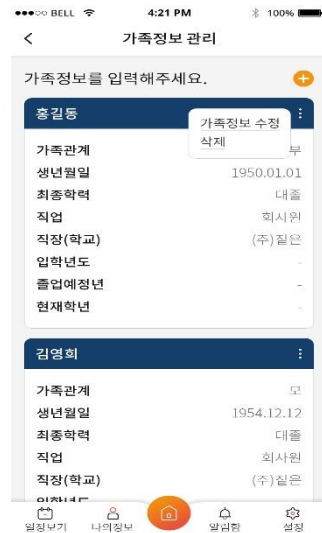 BELL 4:21 PM 100%
가족정보 관리
가족정보를 입력해주세요.
홍길동
가족정보 수정
삭제
가족관계 부
생년월일 1950.01.01
최종학력 대졸
직업 회사원
직장(학교) (주)짙은
입학년도 -
졸업예정년 -
현재학년 -
김영희
가족관계 모
생년월일 1954.12.12
최종학력 대졸
직업 회사원
직장(학교) (주)짙은
입학년도 -
일정보기 나의정보 알림함 설정